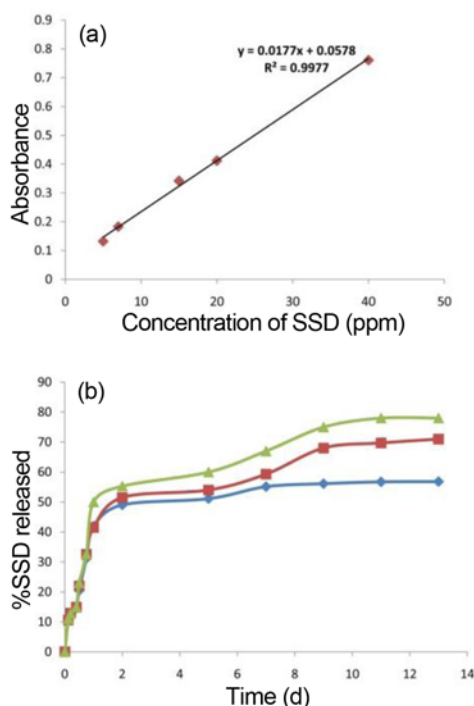 (a)
y = 0.0177x + 0.0578
R² = 0.9977
0.9
0.8
0.7
0.6
0.5
0.4
0.3
0.2
0.1
0
Absorbance
0 10 20 30 40 50
Concentration of SSD (ppm)
(b)
90
80
70
60
50
40
30
20
10
0
%SSD released
0 2 4 6 8 10 12 14
Time (d)